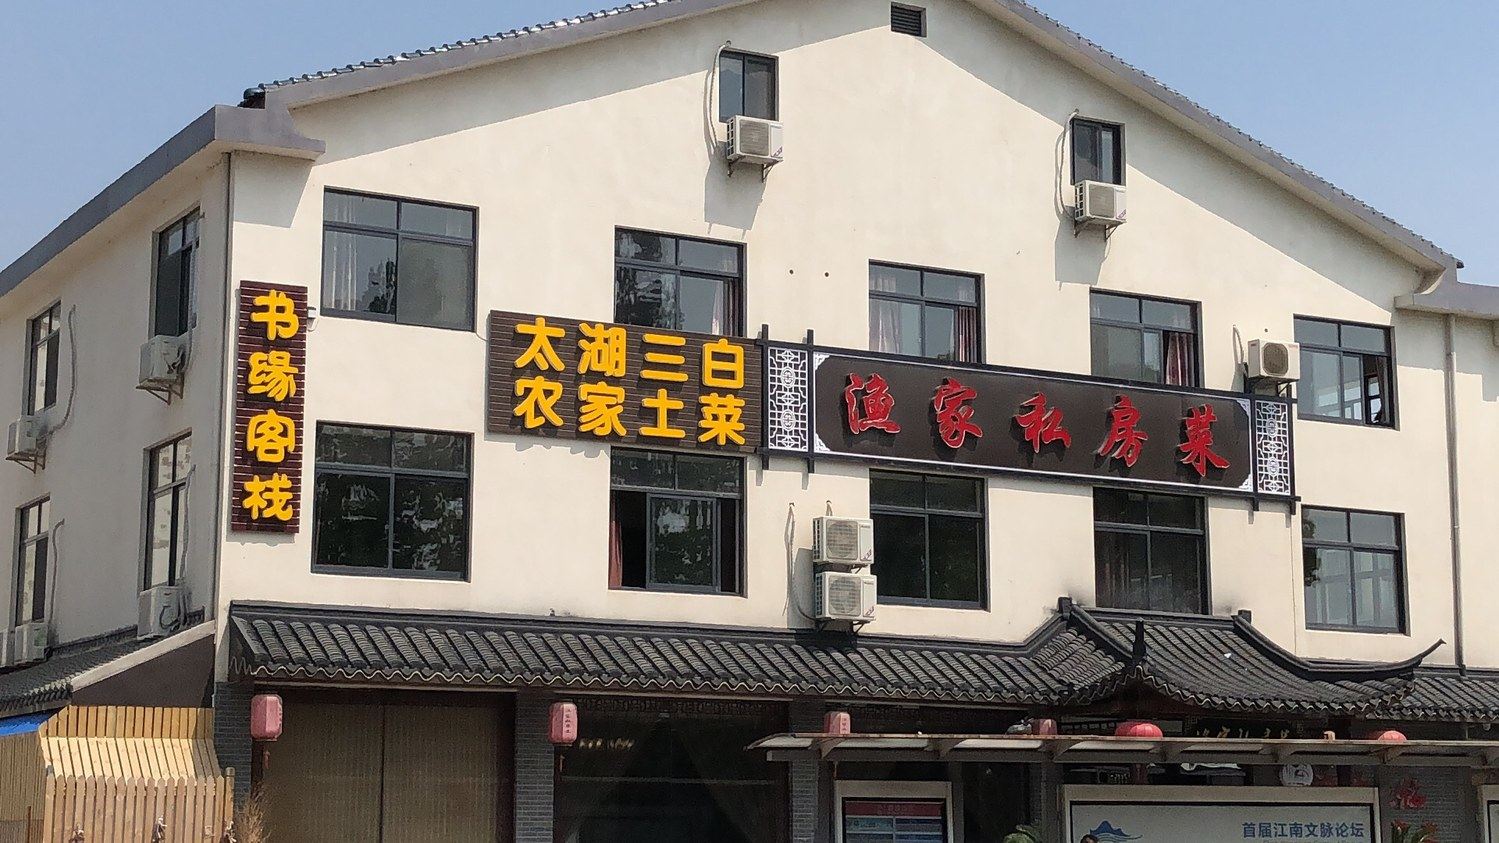 书缘客栈
太湖三白
农家土菜
渔家私房菜
首届江南文脉论坛